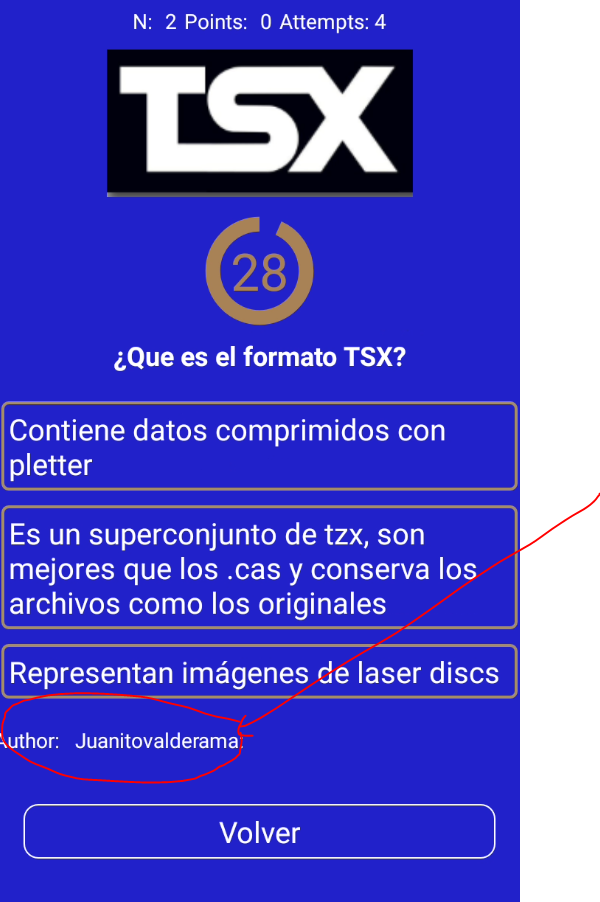 N: 2 Points: 0 Attempts: 4
TSX
28
¿Que es el formato TSX?
Contiene datos comprimidos con
pletter
Es un superconjunto de tzx, son
mejores que los .cas y conserva los
archivos como los originales
Representan imágenes de laser discs
Author: Juanitovalderama:
Volver